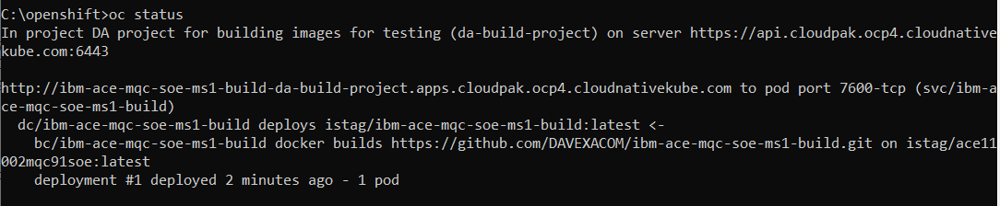 C:\openshift>oc status
In project DA project for building images for testing (da-build-project) on server https://api.cloudpak.ocp4.cloudnative
kube.com:6443
http://ibm-ace-mqc-soe-ms1-build-da-build-project.apps.cloudpak.ocp4.cloudnativekube.com to pod port 7600-tcp (svc/ibm-a
ce-mqc-soe-ms1-build)
  dc/ibm-ace-mqc-soe-ms1-build deploys istag/ibm-ace-mqc-soe-ms1-build:latest <-
    bc/ibm-ace-mqc-soe-ms1-build docker builds https://github.com/DAVEXACOM/ibm-ace-mqc-soe-ms1-build.git on istag/ace11
002mqc91soe:latest
    deployment #1 deployed 2 minutes ago - 1 pod